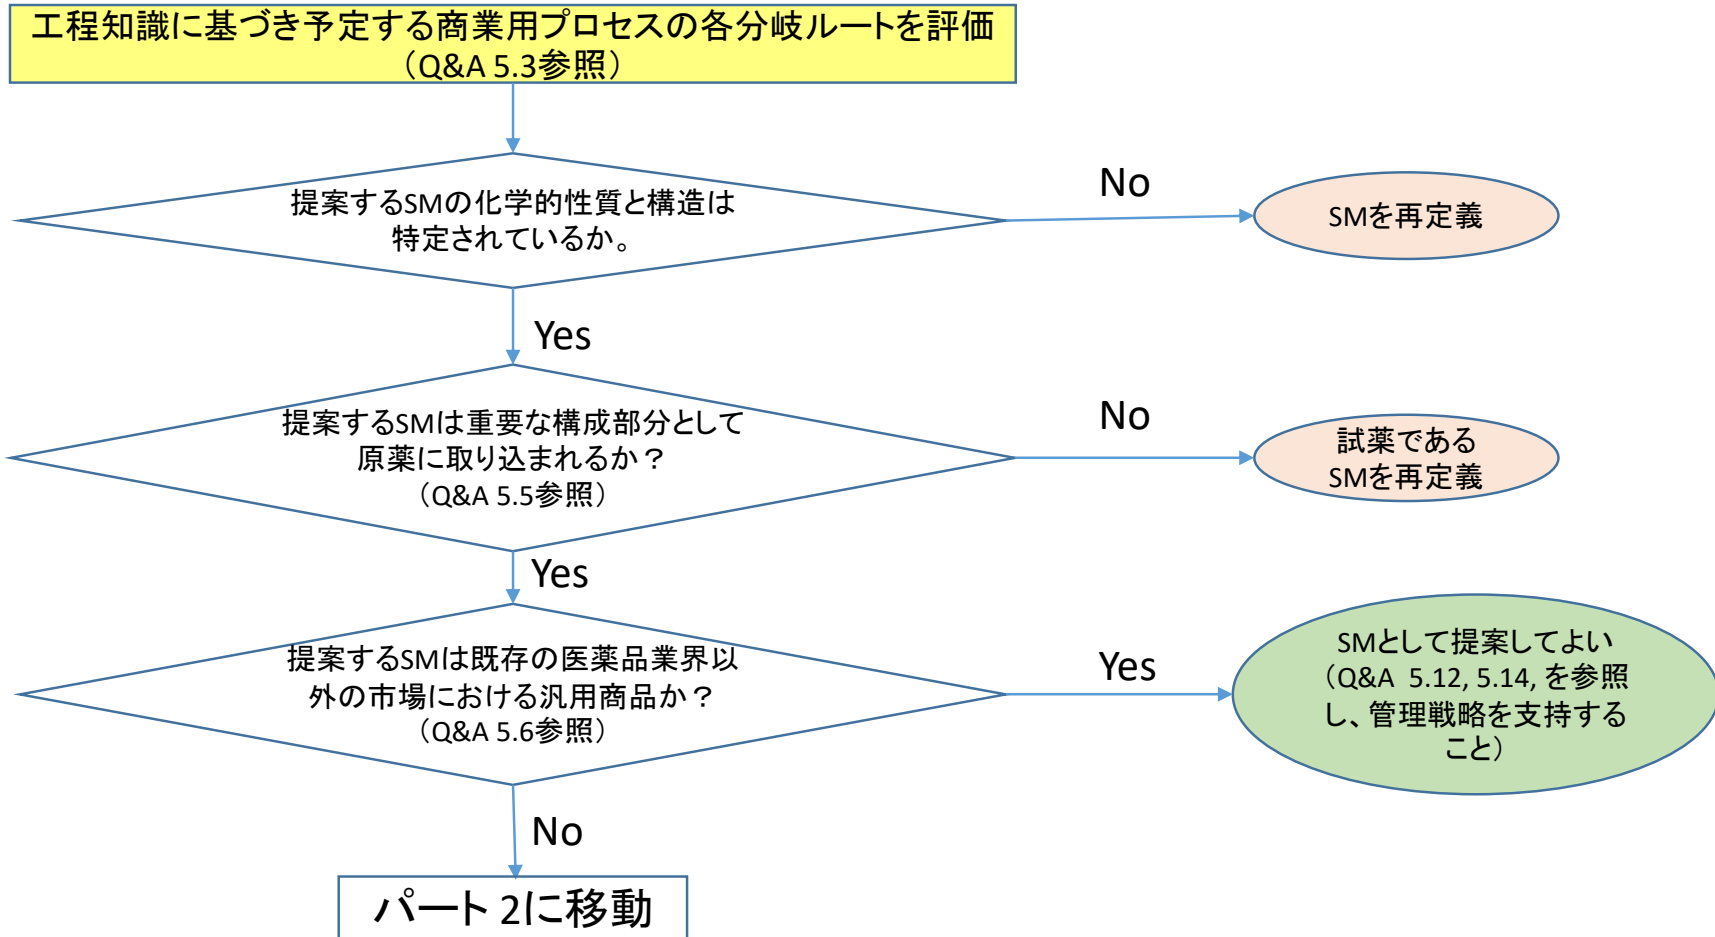 工程知識に基づき予定する商業用プロセスの各分岐ルートを評価
（Q&A 5.3参照）
提案するSMの化学的性質と構造は
特定されているか。
No
SMを再定義
Yes
提案するSMは重要な構成部分として
原薬に取り込まれるか？
（Q&A 5.5参照）
No
試薬である
SMを再定義
Yes
提案するSMは既存の医薬品業界以
外の市場における汎用商品か？
（Q&A 5.6参照）
Yes
SMとして提案してよい
（Q&A 5.12, 5.14, を参照
し、管理戦略を支持する
こと）
No
パート 2に移動